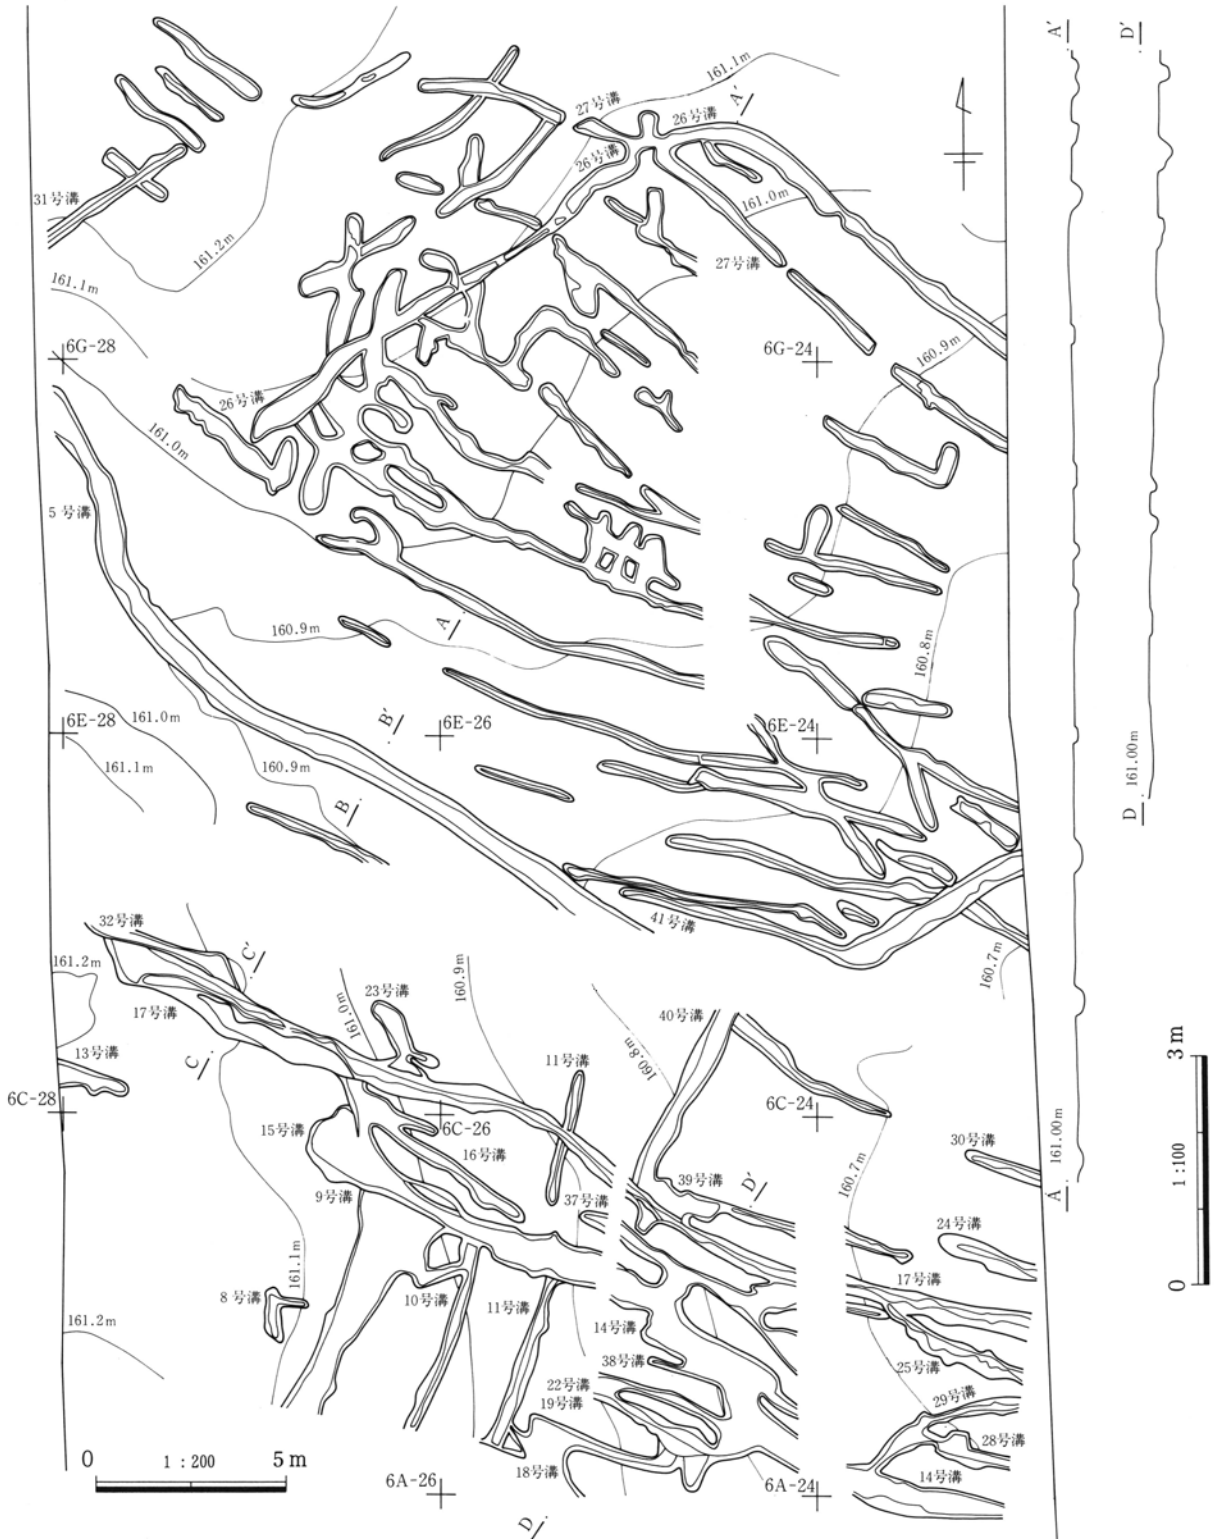 A'
D'
161.1m
27号溝
A'
26号溝
26号溝
31号溝
161.0m
161.2m
27号溝
161.1m
6G-28
6G-24
160.9m
26号溝
161.0m
5号溝
160.9m
A
160.8m
6E-28
161.0m
B'
6E-26
6E-24
161.1m
160.9m
B
D
161.00m
32号溝
41号溝
161.2m
C'
17号溝
161.0m
23号溝
160.9m
40号溝
160.7m
160.8m
13号溝
C
11号溝
3m
6C-28
6C-26
6C-24
15号溝
16号溝
160.7m
30号溝
161.00m
1:100
9号溝
37号溝
39号溝
D'
A
24号溝
161.1m
17号溝
0
8号溝
10号溝
11号溝
161.2m
14号溝
38号溝
25号溝
22号溝
29号溝
19号溝
28号溝
0
1:200
5m
18号溝
14号溝
6A-26
6A-24
D